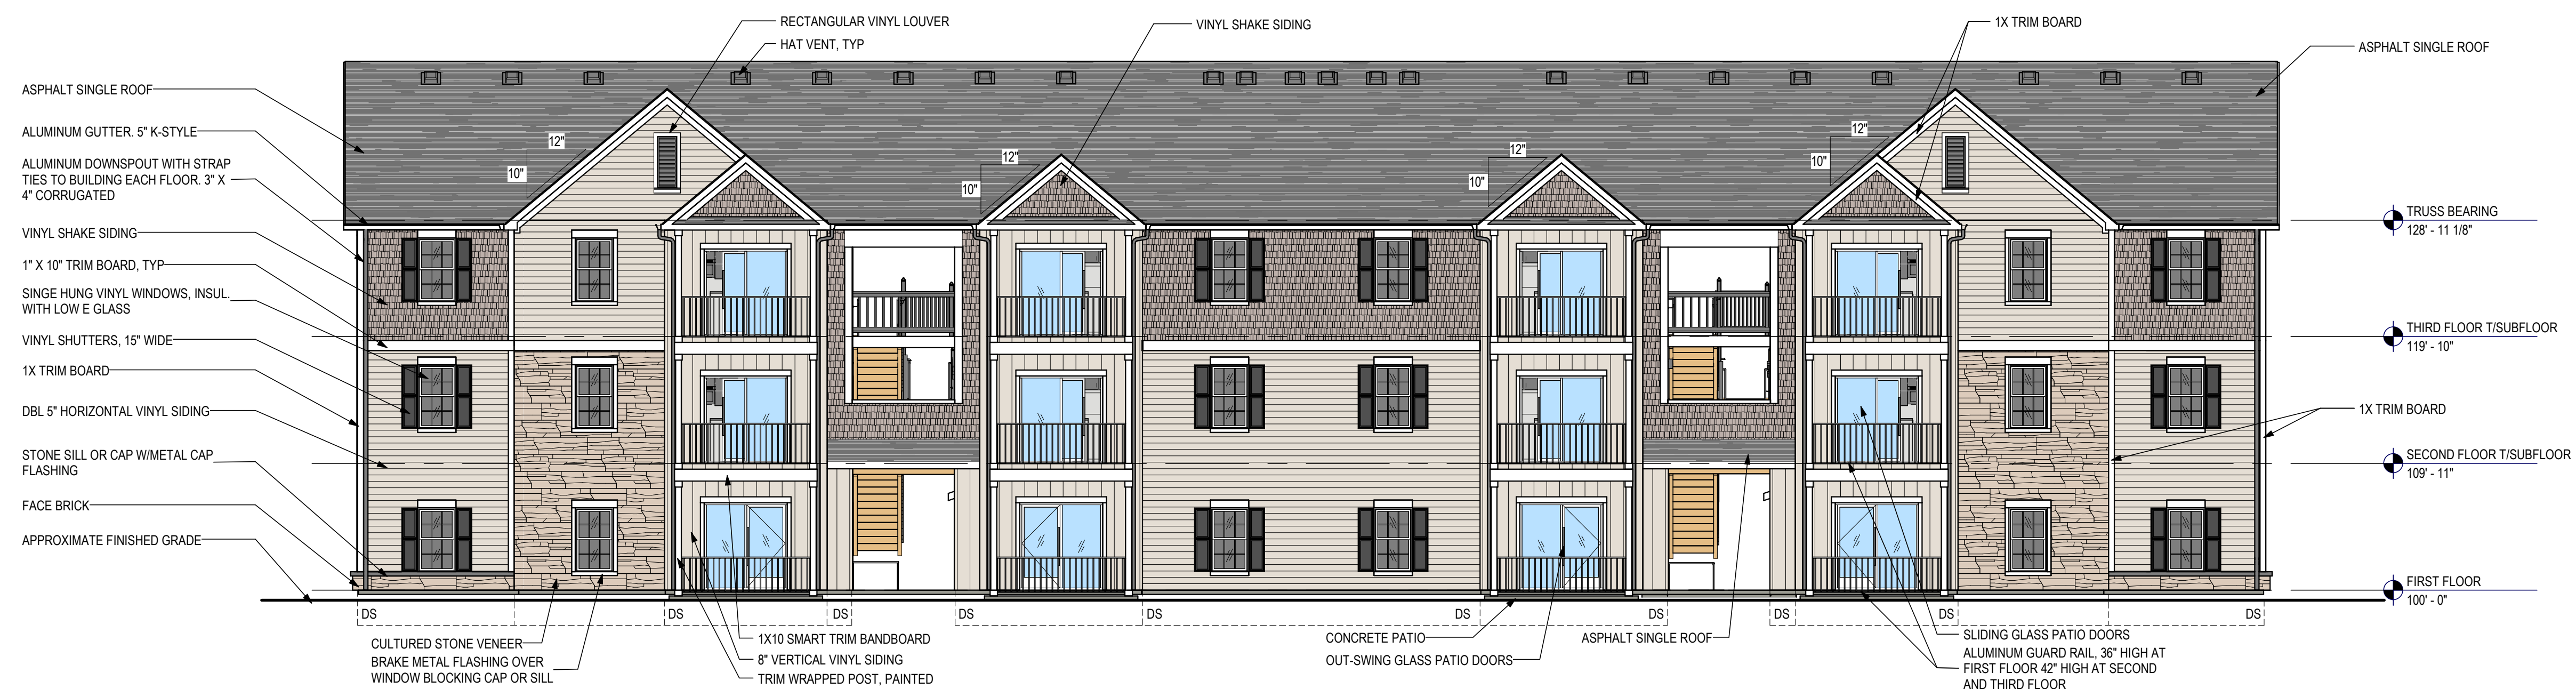 RECTANGULAR VINYL LOUVER
HAT VENT, TYP
VINYL SHAKE SIDING
1X TRIM BOARD
ASPHALT SINGLE ROOF
ASPHALT SINGLE ROOF
ALUMINUM GUTTER. 5" K-STYLE
ALUMINUM DOWNSPOUT WITH STRAP
TIES TO BUILDING EACH FLOOR. 3" X
4" CORRUGATED
VINYL SHAKE SIDING
1" X 10" TRIM BOARD, TYP
SINGE HUNG VINYL WINDOWS, INSUL.
WITH LOW E GLASS
VINYL SHUTTERS, 15" WIDE
1X TRIM BOARD
DBL 5" HORIZONTAL VINYL SIDING
STONE SILL OR CAP W/METAL CAP
FLASHING
FACE BRICK
APPROXIMATE FINISHED GRADE
12"
10"
12"
10"
12"
10"
12"
10"
TRUSS BEARING
128' - 11 1/8"
THIRD FLOOR T/SUBFLOOR
119' - 10"
1X TRIM BOARD
SECOND FLOOR T/SUBFLOOR
109' - 11"
FIRST FLOOR
100' - 0"
DS
DS
DS
DS
DS
DS
DS
DS
DS
DS
CULTURED STONE VENEER
BRAKE METAL FLASHING OVER
WINDOW BLOCKING CAP OR SILL
1X10 SMART TRIM BANDBOARD
8" VERTICAL VINYL SIDING
TRIM WRAPPED POST, PAINTED
CONCRETE PATIO
OUT-SWING GLASS PATIO DOORS
ASPHALT SINGLE ROOF
SLIDING GLASS PATIO DOORS
ALUMINUM GUARD RAIL, 36" HIGH AT
FIRST FLOOR 42" HIGH AT SECOND
AND THIRD FLOOR